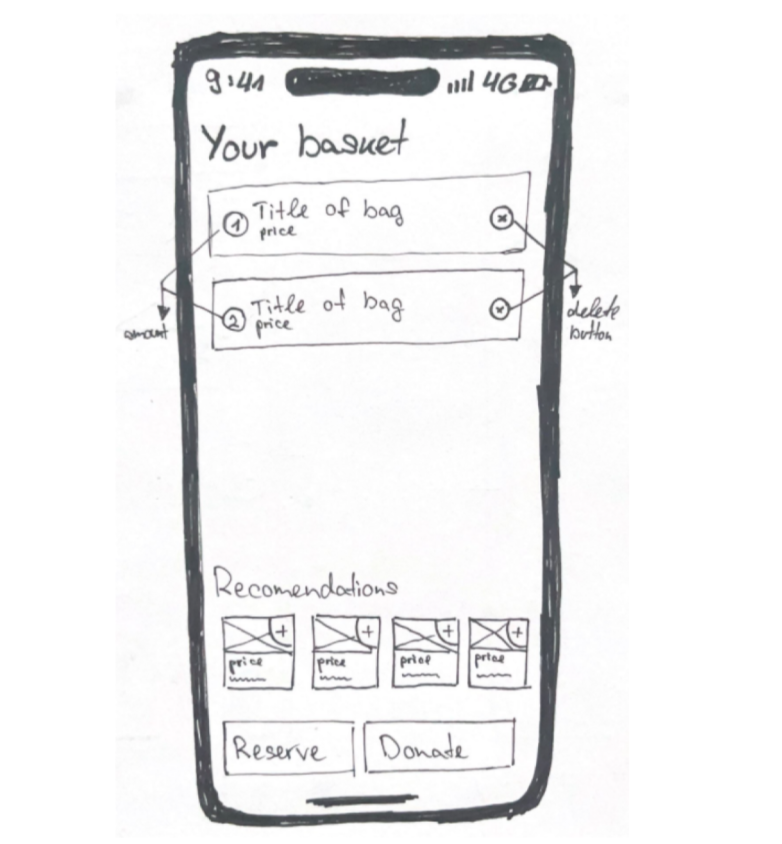 9:41 4G
Your basket
1 Title of bag x
price
2 Title of bag x
price
amount
delete
button
Recomendations
+ + + +
price price price price
Reserve Donate